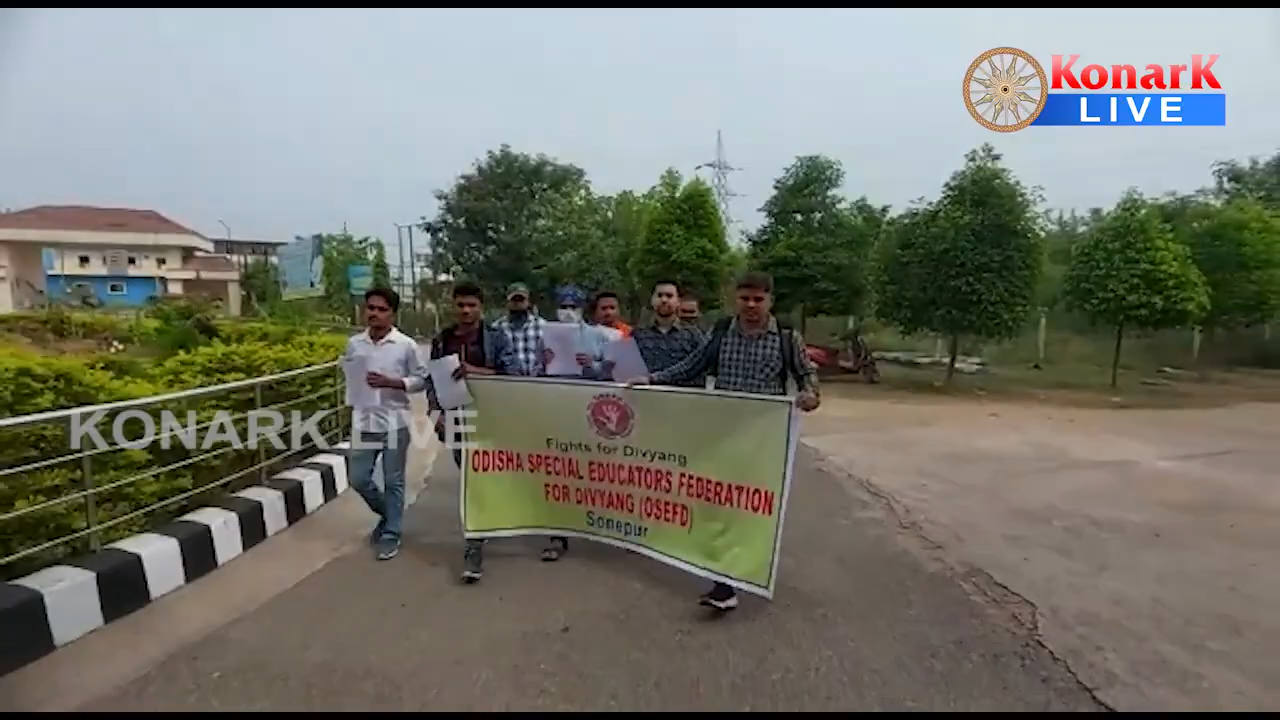 KonarK
LIVE
KONARK LIVE
Fights for Divyang
ODISHA SPECIAL EDUCATORS FEDERATION
FOR DIVYANG (OSEFD)
Sonepur